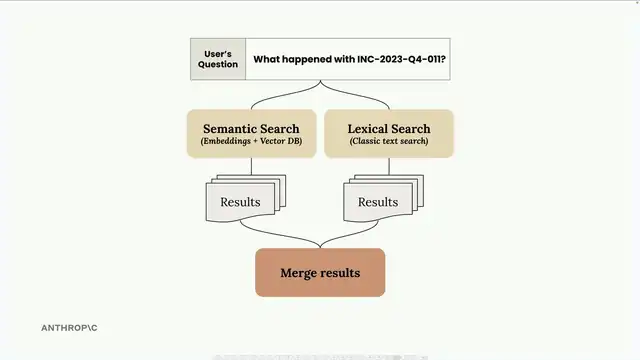 User's
Question
What happened with INC-2023-Q4-011?
Semantic Search
(Embeddings + Vector DB)
Lexical Search
(Classic text search)
Results
Results
Merge results
ANTHROP\C